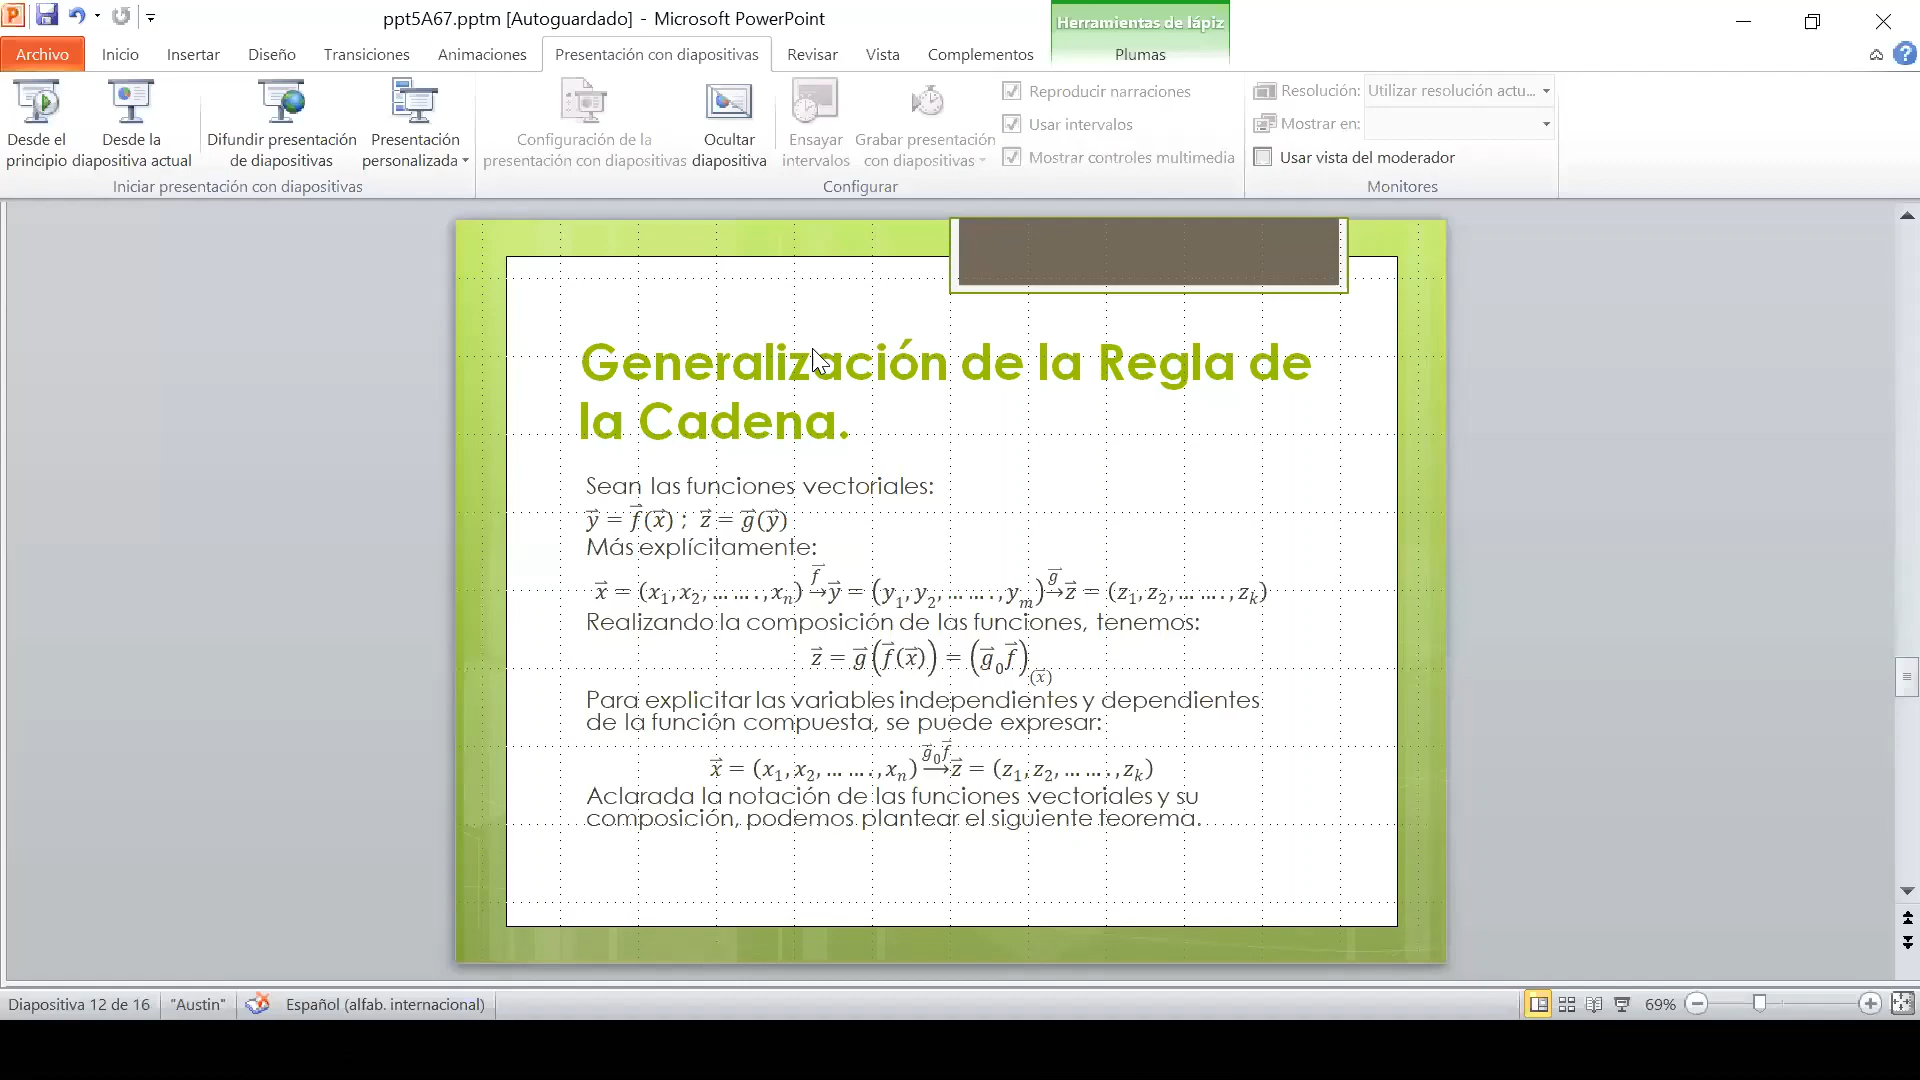 ppt5A67.pptm [Autoguardado] - Microsoft PowerPoint
Herramientas de lápiz
Archivo Inicio Insertar Diseño Transiciones Animaciones Presentación con diapositivas Revisar Vista Complementos Plumas
Desde el principio
Desde la diapositiva actual
Difundir presentación de diapositivas
Presentación personalizada
Iniciar presentación con diapositivas
Configuración de la presentación con diapositivas
Ocultar diapositiva
Ensayar intervalos
Grabar presentación con diapositivas
Reproducir narraciones
Usar intervalos
Mostrar controles multimedia
Configurar
Resolución: Utilizar resolución actu...
Mostrar en:
Usar vista del moderador
Monitores
Generalización de la Regla de
la Cadena.
Sean las funciones vectoriales:
y⃗ = f⃗(x⃗) ; z⃗ = g⃗(y⃗)
Más explícitamente:
x⃗ = (x₁, x₂, … … . , xₙ) →^f⃗ y⃗ = (y₁, y₂, … … . , yₘ) →^g⃗ z⃗ = (z₁, z₂, … … . , zₖ)
Realizando la composición de las funciones, tenemos:
z⃗ = g⃗(f⃗(x⃗)) = (g⃗₀f⃗)₍x⃗₎
Para explicitar las variables independientes y dependientes
de la función compuesta, se puede expresar:
x⃗ = (x₁, x₂, … … . , xₙ) →^g⃗₀f⃗ z⃗ = (z₁, z₂, … … . , zₖ)
Aclarada la notación de las funciones vectoriales y su
composición, podemos plantear el siguiente teorema.
Diapositiva 12 de 16 "Austin" Español (alfab. internacional) 69%